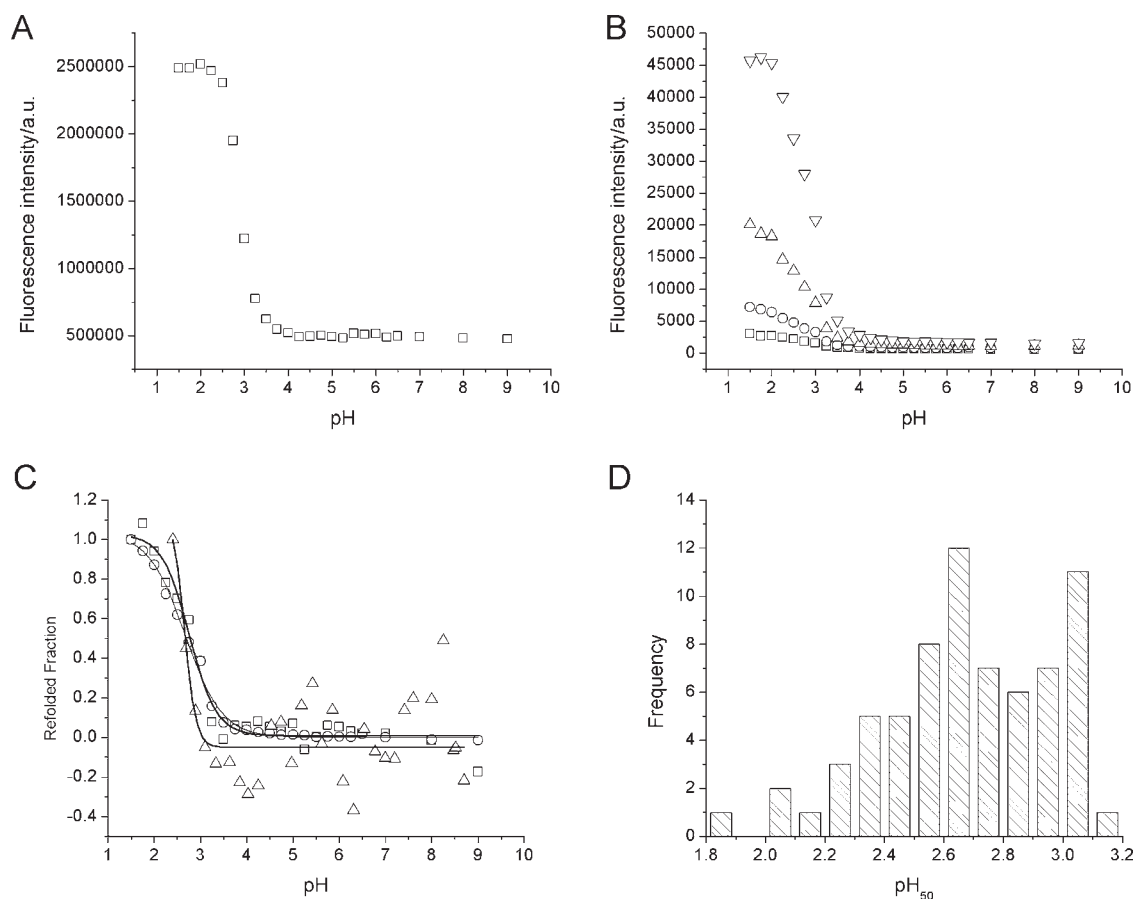 A
Fluorescence intensity/a.u.
2500000
2000000
1500000
1000000
500000
1 2 3 4 5 6 7 8 9 10
pH
B
Fluorescence intensity/a.u.
50000
45000
40000
35000
30000
25000
20000
15000
10000
5000
0
1 2 3 4 5 6 7 8 9 10
pH
C
Refolded Fraction
1.2
1.0
0.8
0.6
0.4
0.2
0.0
-0.2
-0.4
1 2 3 4 5 6 7 8 9 10
pH
D
Frequency
14
12
10
8
6
4
2
0
1.8 2.0 2.2 2.4 2.6 2.8 3.0 3.2
pH₅₀